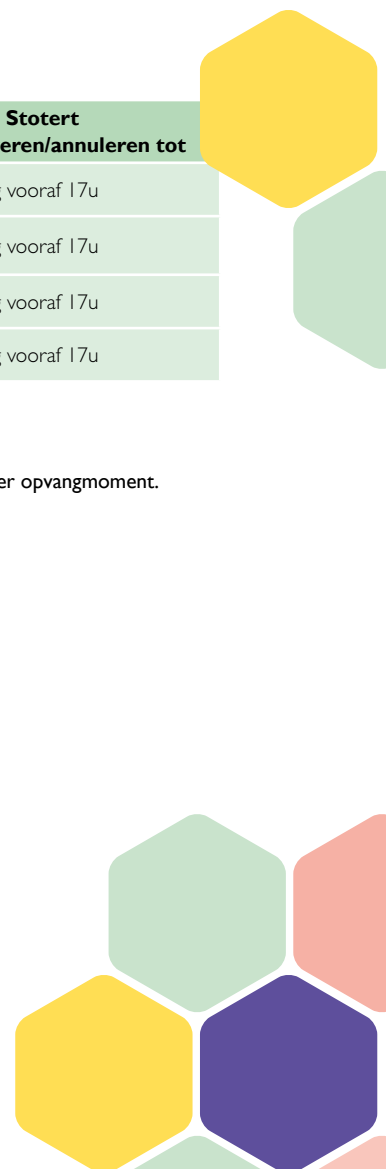 Stotert
eren/annuleren tot
vooraf 17u
vooraf 17u
vooraf 17u
vooraf 17u
er opvangmoment.